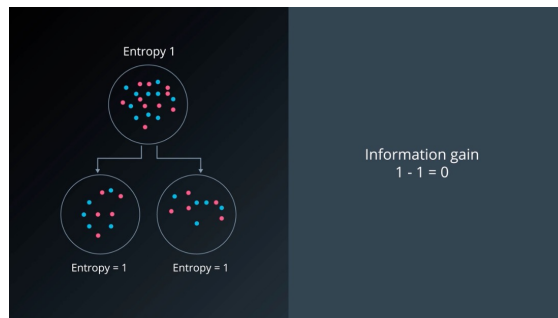 Entropy 1
Entropy = 1
Entropy = 1
Information gain
1 - 1 = 0